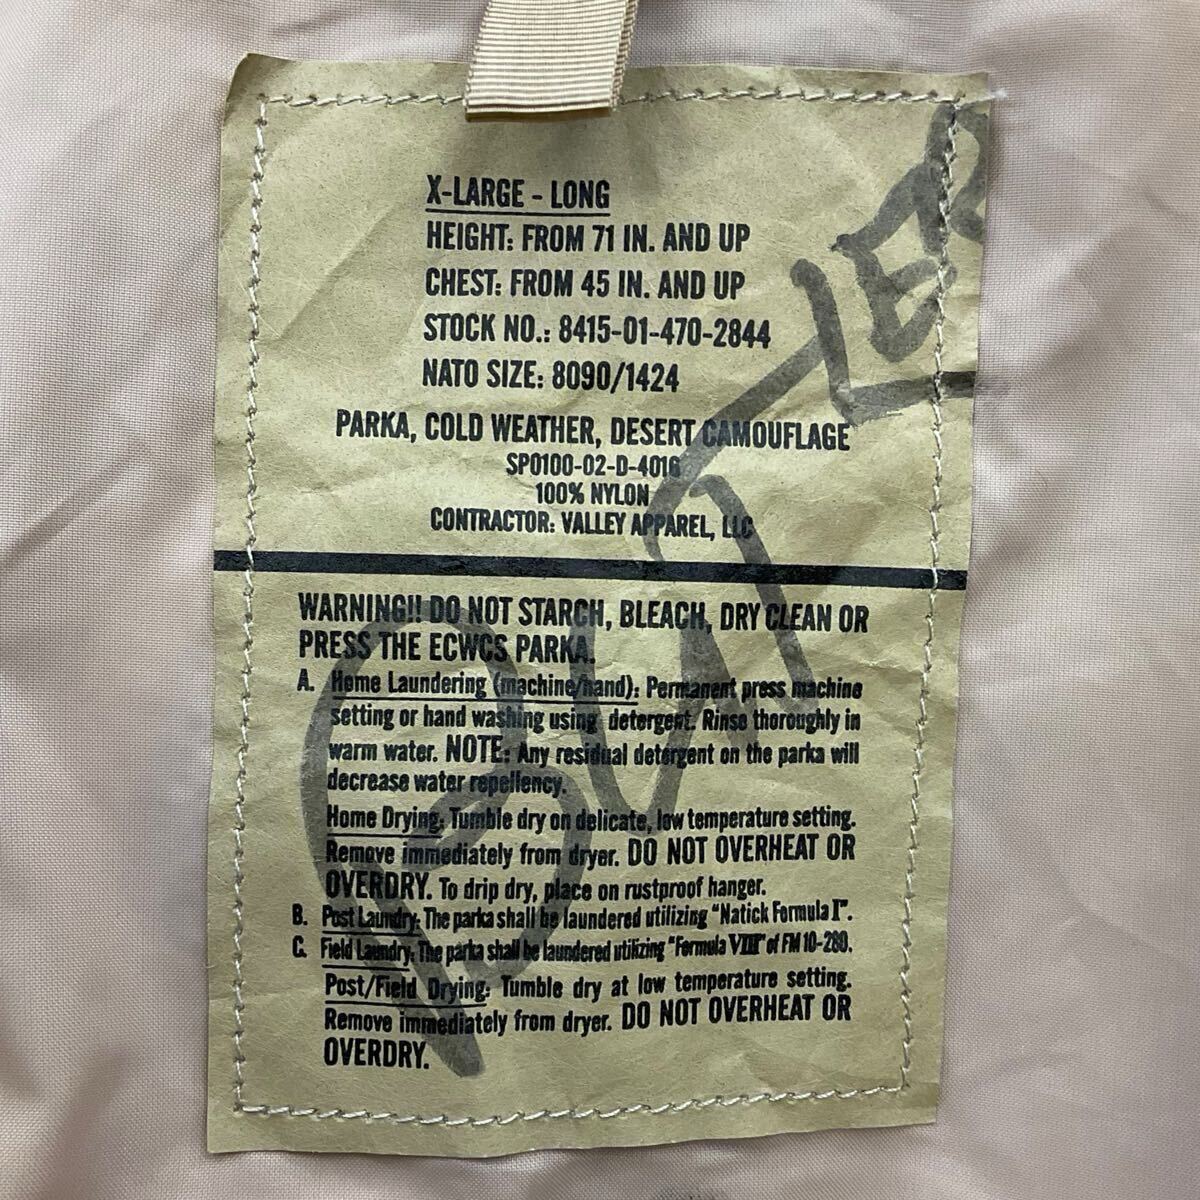 X-LARGE - LONG
HEIGHT: FROM 71 IN. AND UP
CHEST: FROM 45 IN. AND UP
STOCK NO.: 8415-01-470-2844
NATO SIZE: 8090/1424
PARKA, COLD WEATHER, DESERT CAMOUFLAGE
SP0100-02-D-4016
100% NYLON
CONTRACTOR: VALLEY APPAREL, LLC
WARNING!! DO NOT STARCH, BLEACH, DRY CLEAN OR
PRESS THE ECWCS PARKA.
A. Home Laundering (machine/hand): Permanent press machine
setting or hand washing using detergent. Rinse thoroughly in
warm water. NOTE: Any residual detergent on the parka will
decrease water repellency.
Home Drying: Tumble dry on delicate, low temperature setting.
Remove immediately from dryer. DO NOT OVERHEAT OR
OVERDRY. To drip dry, place on rustproof hanger.
B. Post Laundry: The parka shall be laundered utilizing "Natick Formula I".
C. Field Laundry: The parka shall be laundered utilizing "Formula VIII" of FM 10-280.
Post/Field Drying: Tumble dry at low temperature setting.
Remove immediately from dryer. DO NOT OVERHEAT OR
OVERDRY.
BUTLER